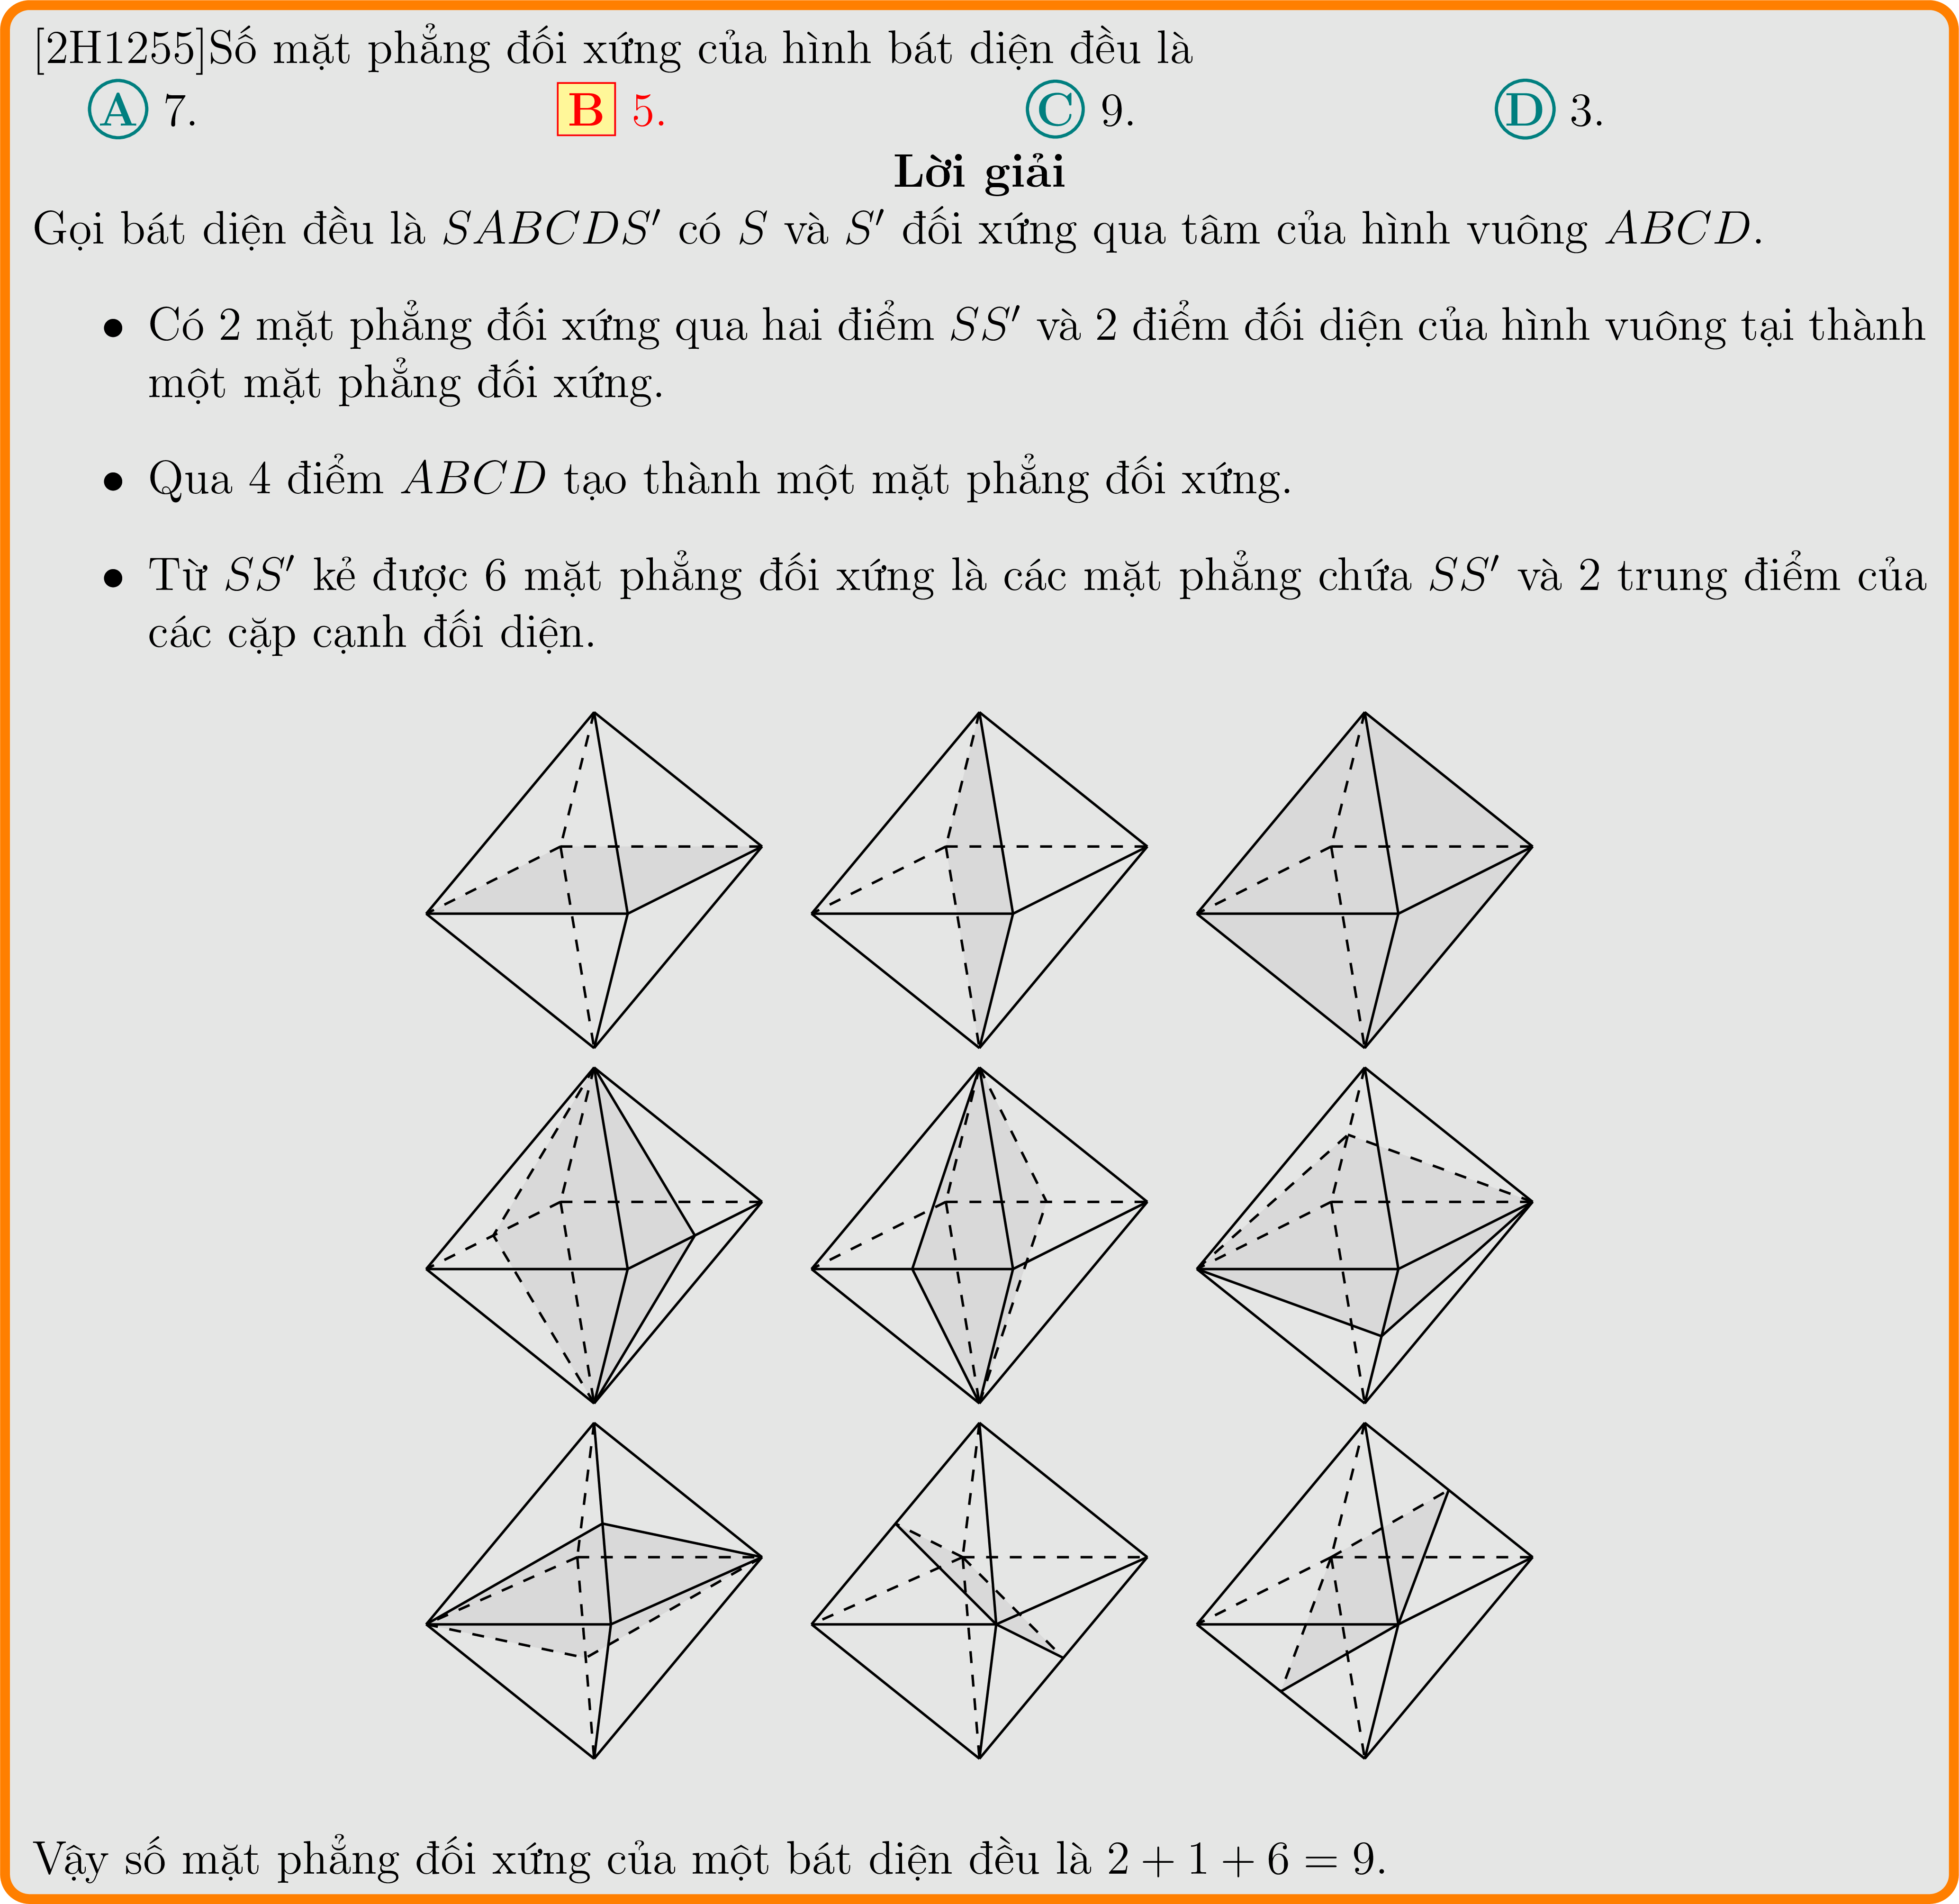 [2H1255]Số mặt phẳng đối xứng của hình bát diện đều là
A 7. B 5. C 9. D 3.
Lời giải
Gọi bát diện đều là SABCDS′ có S và S′ đối xứng qua tâm của hình vuông ABCD.
• Có 2 mặt phẳng đối xứng qua hai điểm SS′ và 2 điểm đối diện của hình vuông tại thành
một mặt phẳng đối xứng.
• Qua 4 điểm ABCD tạo thành một mặt phẳng đối xứng.
• Từ SS′ kẻ được 6 mặt phẳng đối xứng là các mặt phẳng chứa SS′ và 2 trung điểm của
các cặp cạnh đối diện.
Vậy số mặt phẳng đối xứng của một bát diện đều là 2 + 1 + 6 = 9.